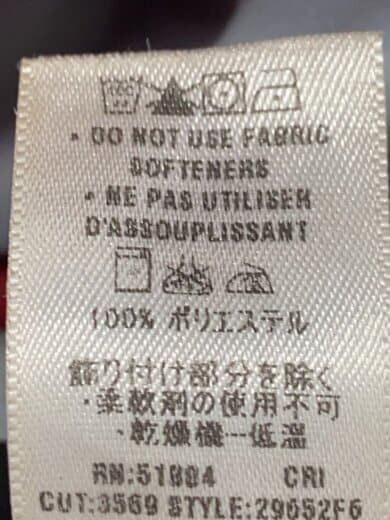 • DO NOT USE FABRIC
SOFTENERS
• NE PAS UTILISER
D'ASSOUPLISSANT
100% ポリエステル
飾り付け部分を除く
・柔軟剤の使用不可
・乾燥機―低温
RN:51884 CRI
CUT:3569 STYLE:29652F6